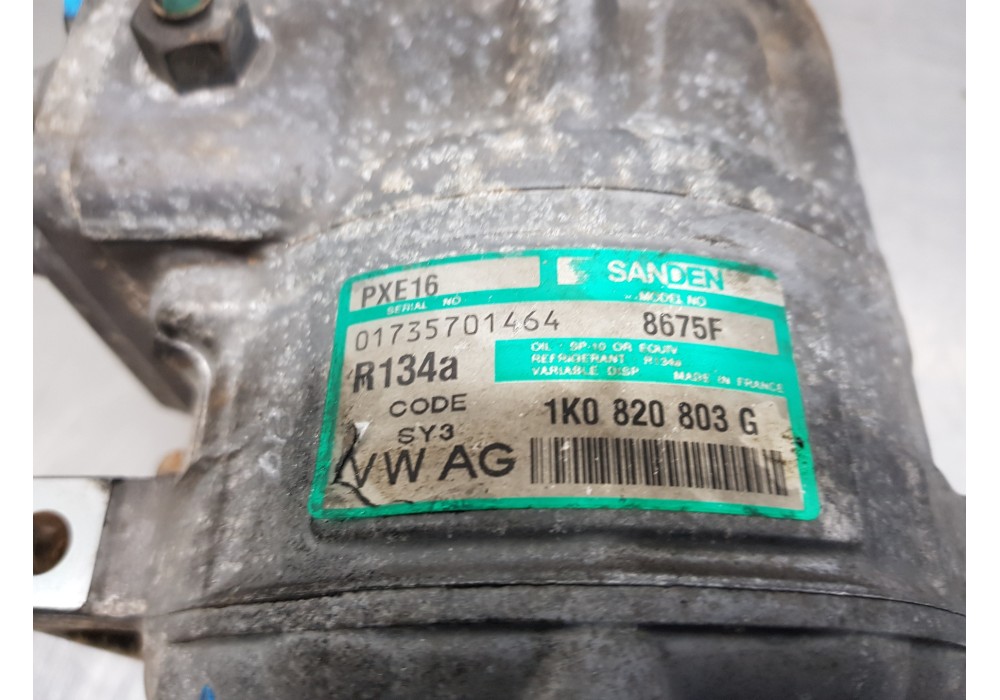 PXE16
SANDEN
SERIAL NO
MODEL NO
01735701464
8675F
OIL : SP-10 OR EQUIV
REFRIGERANT R134a
VARIABLE DISP MADE IN FRANCE
R134a
CODE
SY3
1K0 820 803 G
VW AG